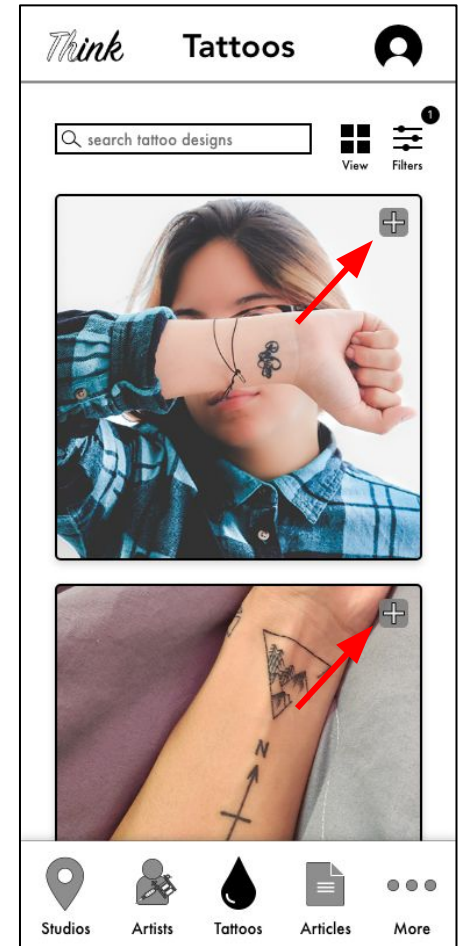 Think Tattoos
1
search tattoo designs
View Filters
N
Studios Artists Tattoos Articles More